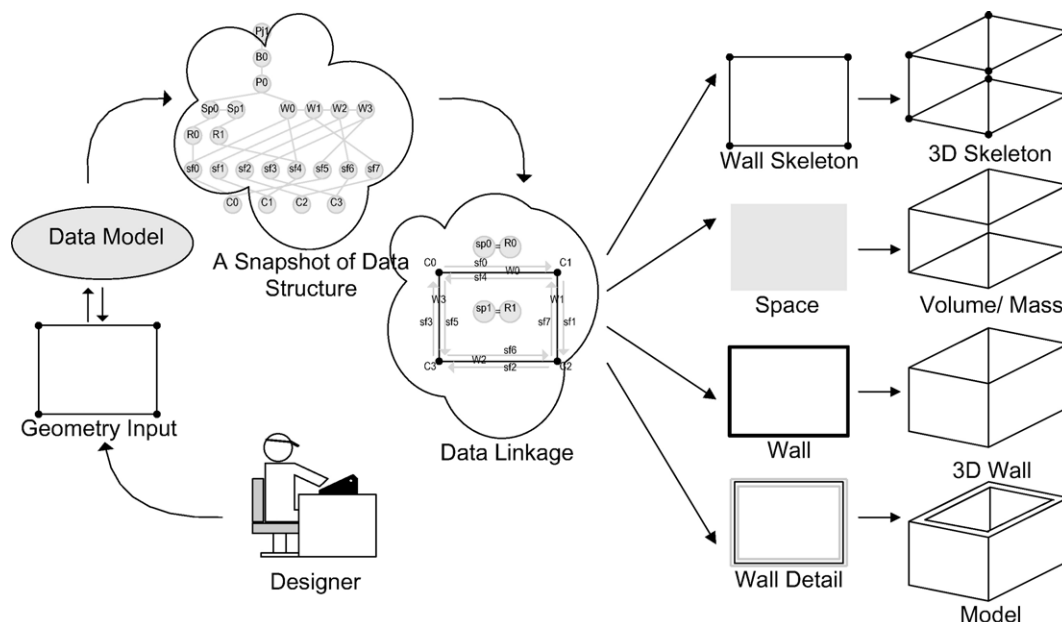 Pj1
B0
P0
Sp0 Sp1 W0 W1 W2 W3
R0 R1
sf0 sf1 sf2 sf3 sf4 sf5 sf6 sf7
C0 C1 C2 C3
A Snapshot of Data
Structure
Data Model
Geometry Input
Designer
sp0 = R0
C0 sf0 C1
sf4 W0
W3 sp1 = R1 W1
sf3 sf5 sf7 sf1
sf6
C3 W2 sf2 C2
Data Linkage
Wall Skeleton
3D Skeleton
Space
Volume/ Mass
Wall
3D Wall
Wall Detail
Model